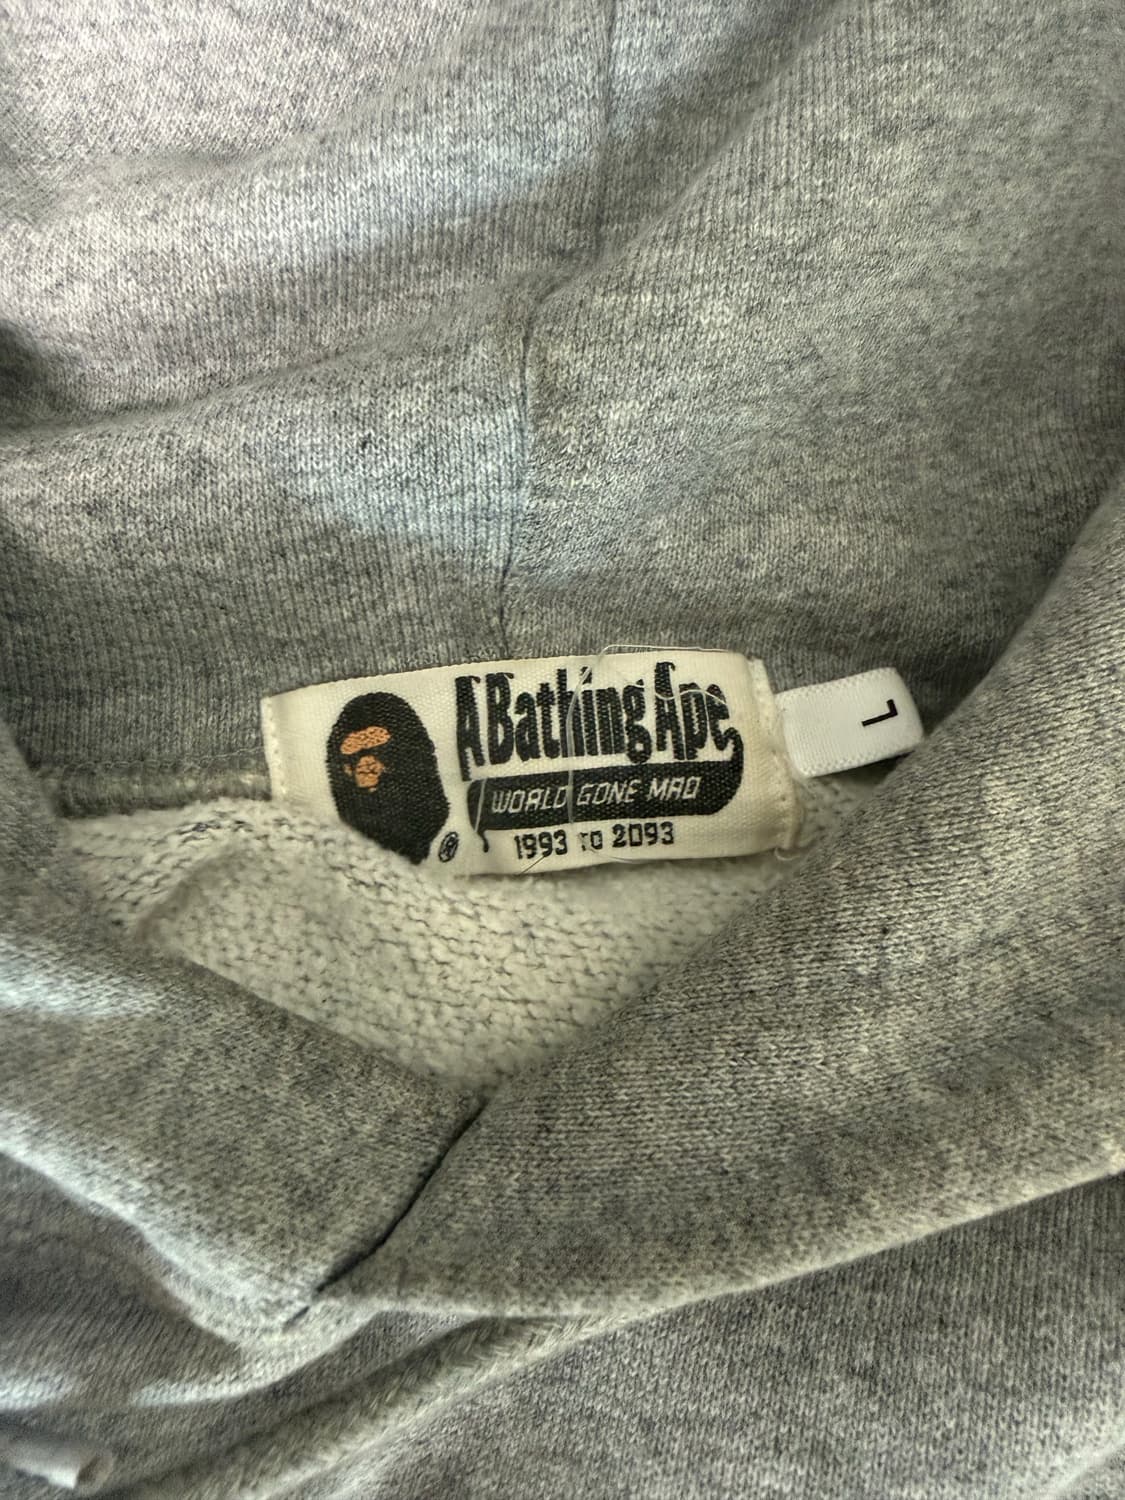 A Bathing Ape
WORLD GONE MAD
®
1993 TO 2093
L